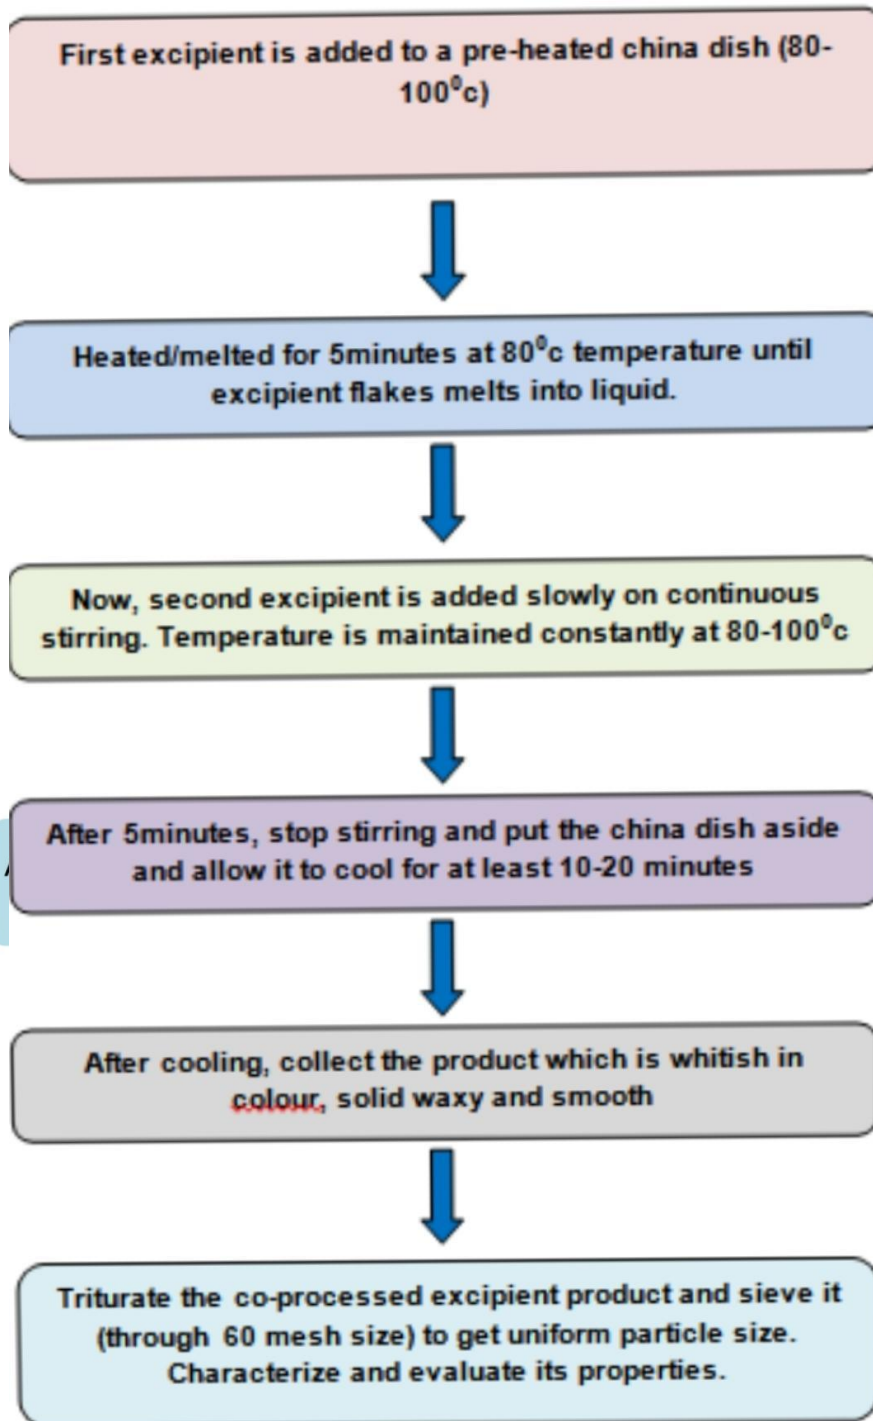 First excipient is added to a pre-heated china dish (80-
100⁰c)
Heated/melted for 5minutes at 80⁰c temperature until
excipient flakes melts into liquid.
Now, second excipient is added slowly on continuous
stirring. Temperature is maintained constantly at 80-100⁰c
After 5minutes, stop stirring and put the china dish aside
and allow it to cool for at least 10-20 minutes
After cooling, collect the product which is whitish in
colour, solid waxy and smooth
Triturate the co-processed excipient product and sieve it
(through 60 mesh size) to get uniform particle size.
Characterize and evaluate its properties.